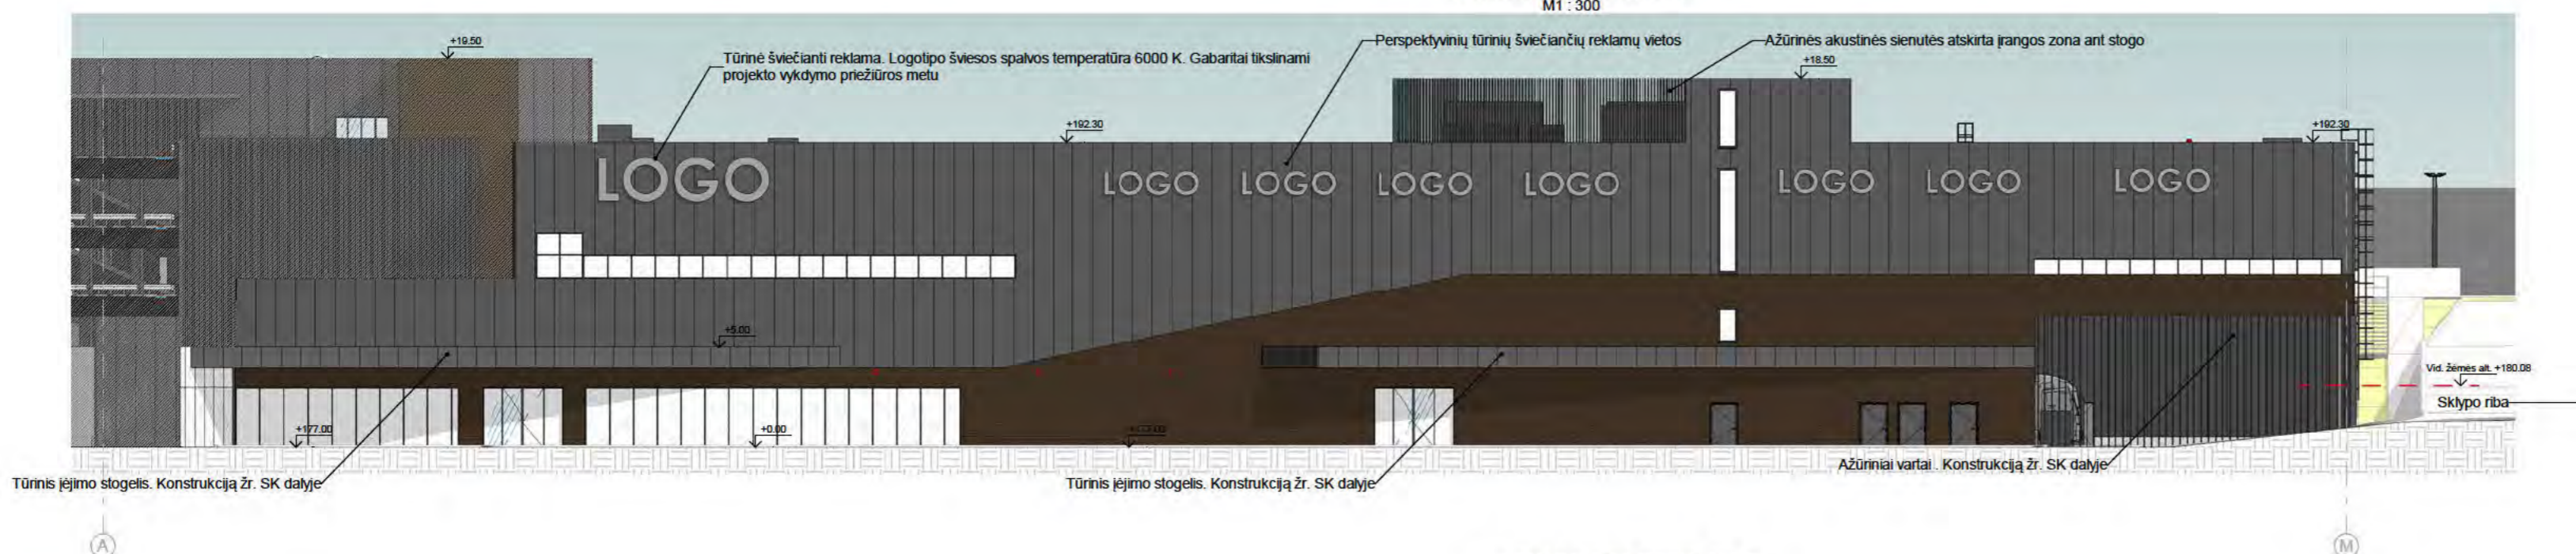 M1 : 300
+19.50
Tūrinė šviečianti reklama. Logotipo šviesos spalvos temperatūra 6000 K. Gabaritai tikslinami
projekto vykdymo priežiūros metu
Perspektyvinių tūrinių šviečiančių reklamų vietos
Ažūrinės akustinės sienutės atskirta įrangos zona ant stogo
+18.50
+192.30
+192.30
LOGO
LOGO
LOGO
LOGO
LOGO
LOGO
LOGO
LOGO
+5.00
Vid. žėmės alt. +180.08
Sklypo riba
+177.00
+0.00
Tūrinis įėjimo stogelis. Konstrukciją žr. SK dalyje
Tūrinis įėjimo stogelis. Konstrukciją žr. SK dalyje
Ažūriniai vartai . Konstrukciją žr. SK dalyje
A
M